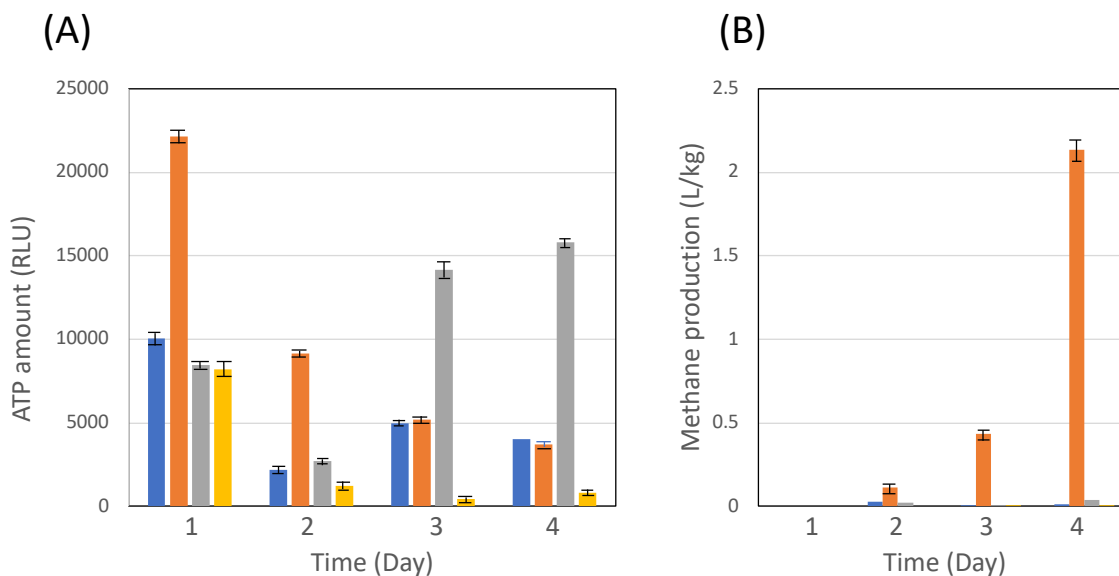 (A)
25000
20000
15000
10000
5000
0
ATP amount (RLU)
1 2 3 4
Time (Day)
(B)
2.5
2
1.5
1
0.5
0
Methane production (L/kg)
1 2 3 4
Time (Day)